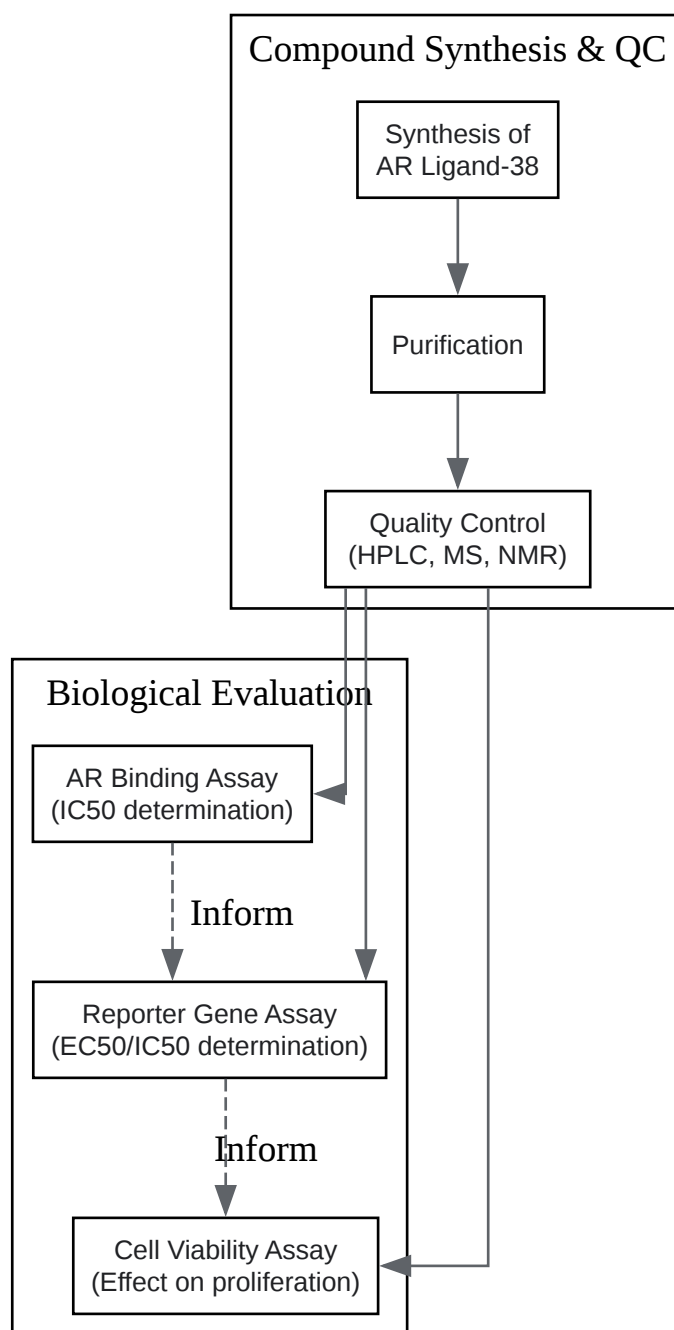 Compound Synthesis & QC
Synthesis of
AR Ligand-38
Purification
Quality Control
(HPLC, MS, NMR)
Biological Evaluation
AR Binding Assay
(IC50 determination)
Inform
Reporter Gene Assay
(EC50/IC50 determination)
Inform
Cell Viability Assay
(Effect on proliferation)